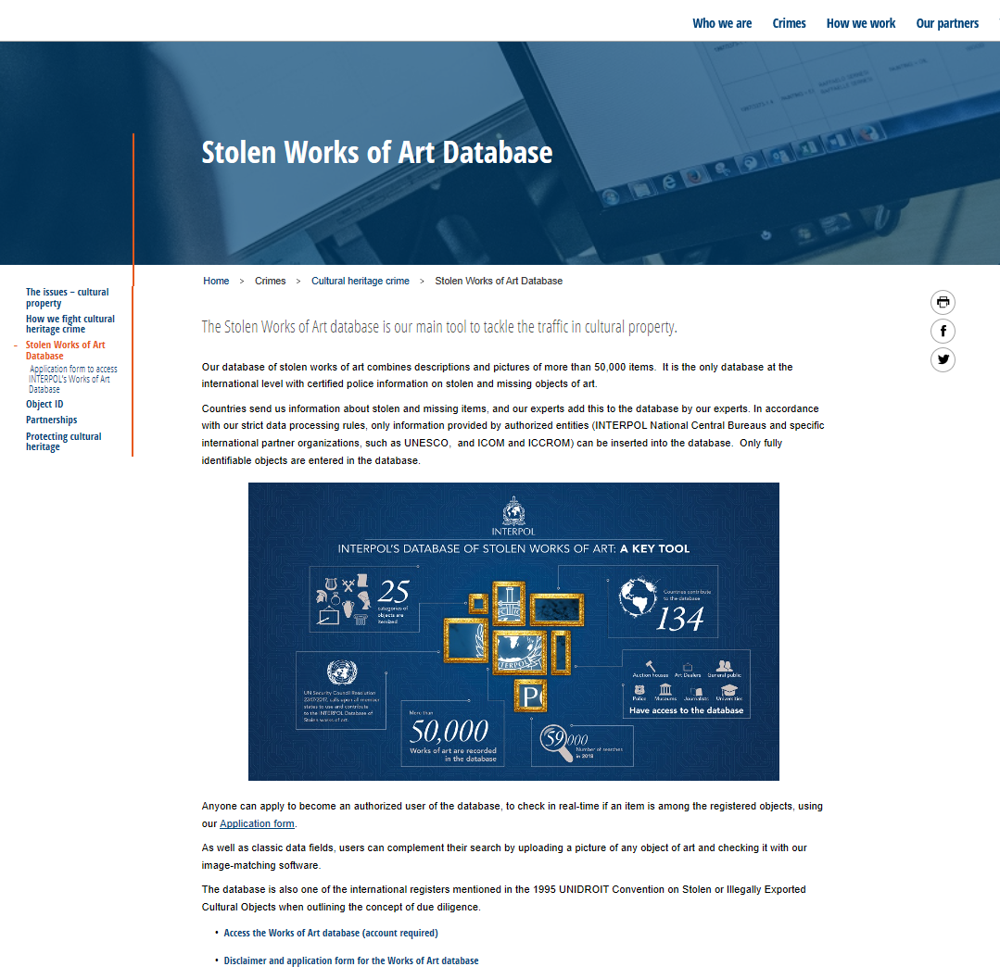 Who we are Crimes How we work Our partners
Stolen Works of Art Database
Home > Crimes > Cultural heritage crime > Stolen Works of Art Database
The issues – cultural
property
How we fight cultural
heritage crime
– Stolen Works of Art
Database
Application form to access
INTERPOL's Works of Art
Database
Object ID
Partnerships
Protecting cultural
heritage
The Stolen Works of Art database is our main tool to tackle the traffic in cultural property.
Our database of stolen works of art combines descriptions and pictures of more than 50,000 items. It is the only database at the
international level with certified police information on stolen and missing objects of art.
Countries send us information about stolen and missing items, and our experts add this to the database by our experts. In accordance
with our strict data processing rules, only information provided by authorized entities (INTERPOL National Central Bureaus and specific
international partner organizations, such as UNESCO, and ICOM and ICCROM) can be inserted into the database. Only fully
identifiable objects are entered in the database.
INTERPOL
INTERPOL'S DATABASE OF STOLEN WORKS OF ART: A KEY TOOL
25
categories of
objects are
itemized
Countries contribute
to the database
134
UN Security Council Resolution
2347/2017, calls upon all member
states to use and contribute
to the INTERPOL Database of
Stolen works of art.
Auction houses Art Dealers General public
Police Museums Journalists Universities
Have access to the database
More than
50,000
Works of art are recorded
in the database
59,000
Number of searches
in 2018
Anyone can apply to become an authorized user of the database, to check in real-time if an item is among the registered objects, using
our Application form.
As well as classic data fields, users can complement their search by uploading a picture of any object of art and checking it with our
image-matching software.
The database is also one of the international registers mentioned in the 1995 UNIDROIT Convention on Stolen or Illegally Exported
Cultural Objects when outlining the concept of due diligence.
• Access the Works of Art database (account required)
• Disclaimer and application form for the Works of Art database